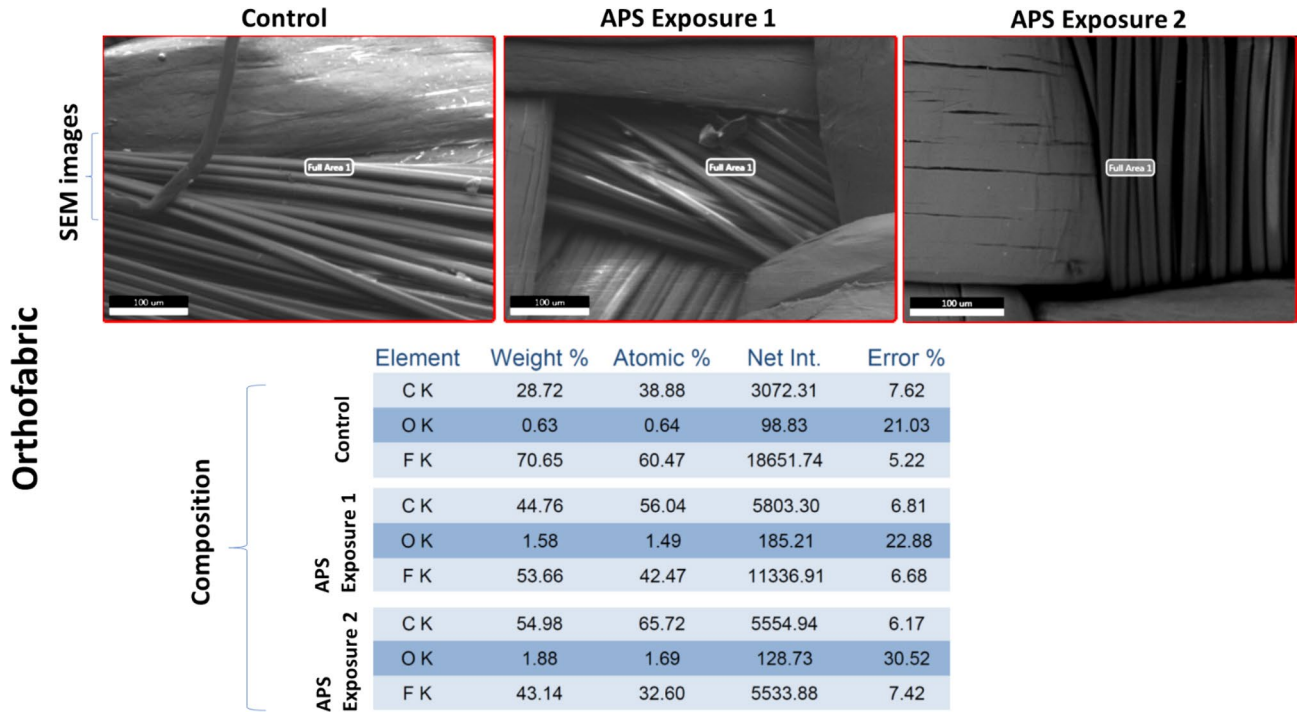 Control
APS Exposure 1
APS Exposure 2
SEM images
Full Area 1
Full Area 1
Full Area 1
100 um
100 um
100 um
Orthofabric
Composition
Element Weight % Atomic % Net Int. Error %
Control
C K 28.72 38.88 3072.31 7.62
O K 0.63 0.64 98.83 21.03
F K 70.65 60.47 18651.74 5.22
APS
Exposure 1
C K 44.76 56.04 5803.30 6.81
O K 1.58 1.49 185.21 22.88
F K 53.66 42.47 11336.91 6.68
APS
Exposure 2
C K 54.98 65.72 5554.94 6.17
O K 1.88 1.69 128.73 30.52
F K 43.14 32.60 5533.88 7.42